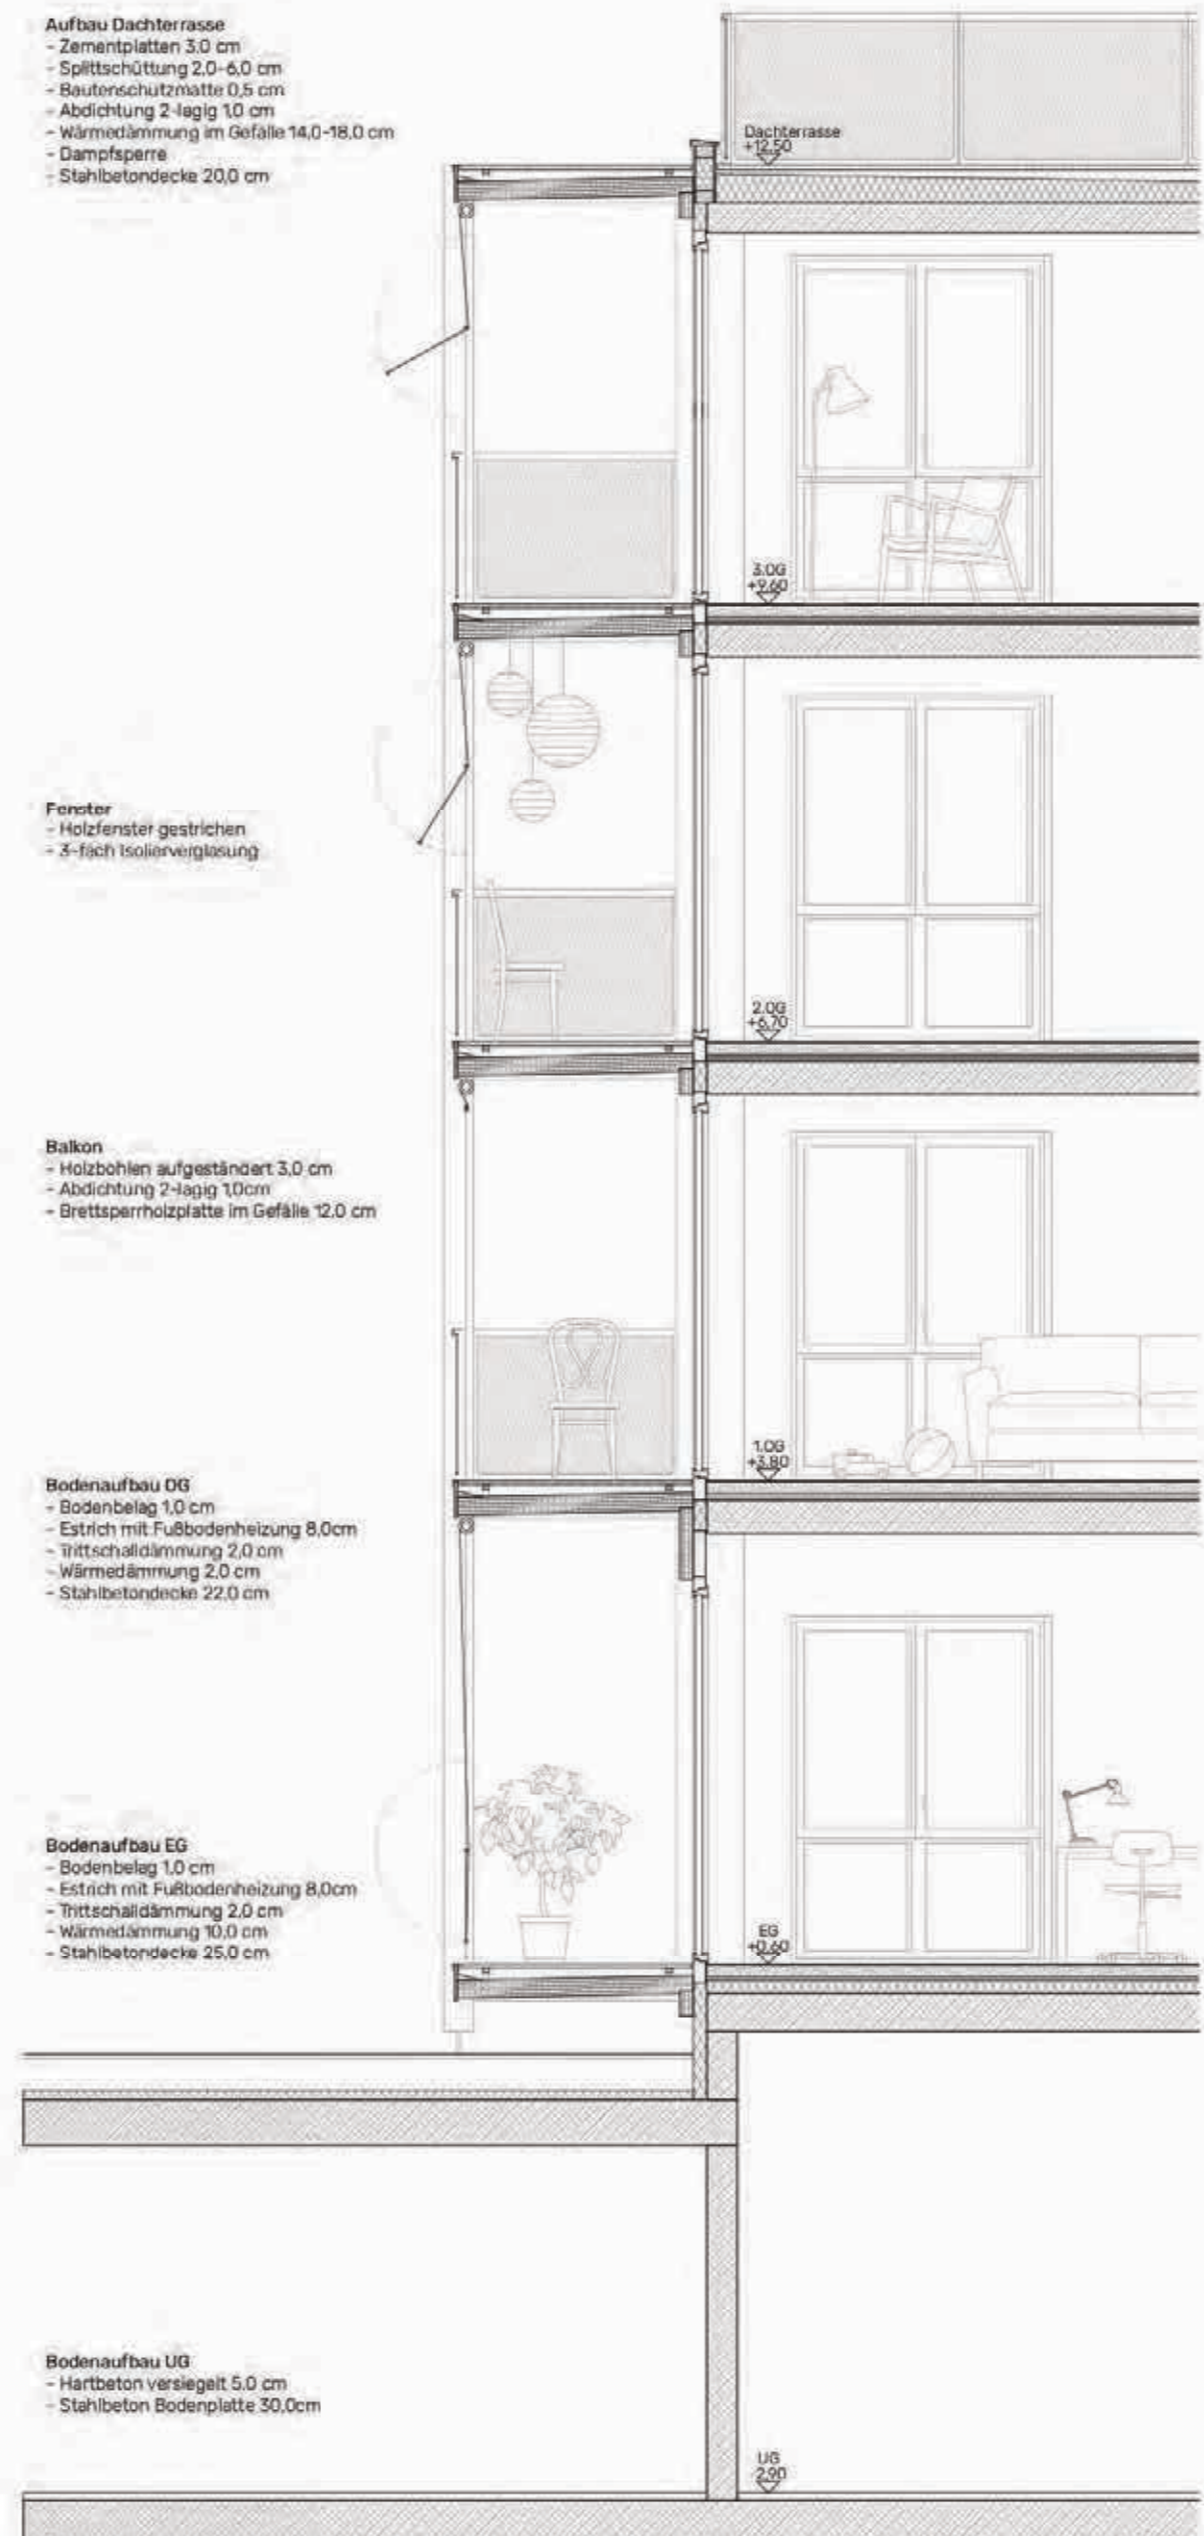 Aufbau Dachterrasse
- Zementplatten 3.0 cm
- Splittschüttung 2.0-6.0 cm
- Bautenschutzmatte 0,5 cm
- Abdichtung 2-lagig 1,0 cm
- Wärmedämmung im Gefälle 14,0-18,0 cm
- Dampfsperre
- Stahlbetondecke 20,0 cm
Dachterrasse
+12.50
3.OG
+9.60
Fenster
- Holzfenster gestrichen
- 3-fach Isolierverglasung
2.OG
+6.70
Balkon
- Holzbohlen aufgeständert 3,0 cm
- Abdichtung 2-lagig 1,0cm
- Brettsperrholzplatte im Gefälle 12.0 cm
1.OG
+3.80
Bodenaufbau OG
- Bodenbelag 1,0 cm
- Estrich mit Fußbodenheizung 8,0cm
- Trittschalldämmung 2,0 cm
- Wärmedämmung 2,0 cm
- Stahlbetondecke 22,0 cm
Bodenaufbau EG
- Bodenbelag 1,0 cm
- Estrich mit Fußbodenheizung 8,0cm
- Trittschalldämmung 2,0 cm
- Wärmedämmung 10,0 cm
- Stahlbetondecke 25,0 cm
EG
+0.60
Bodenaufbau UG
- Hartbeton versiegelt 5.0 cm
- Stahlbeton Bodenplatte 30,0cm
UG
2.90